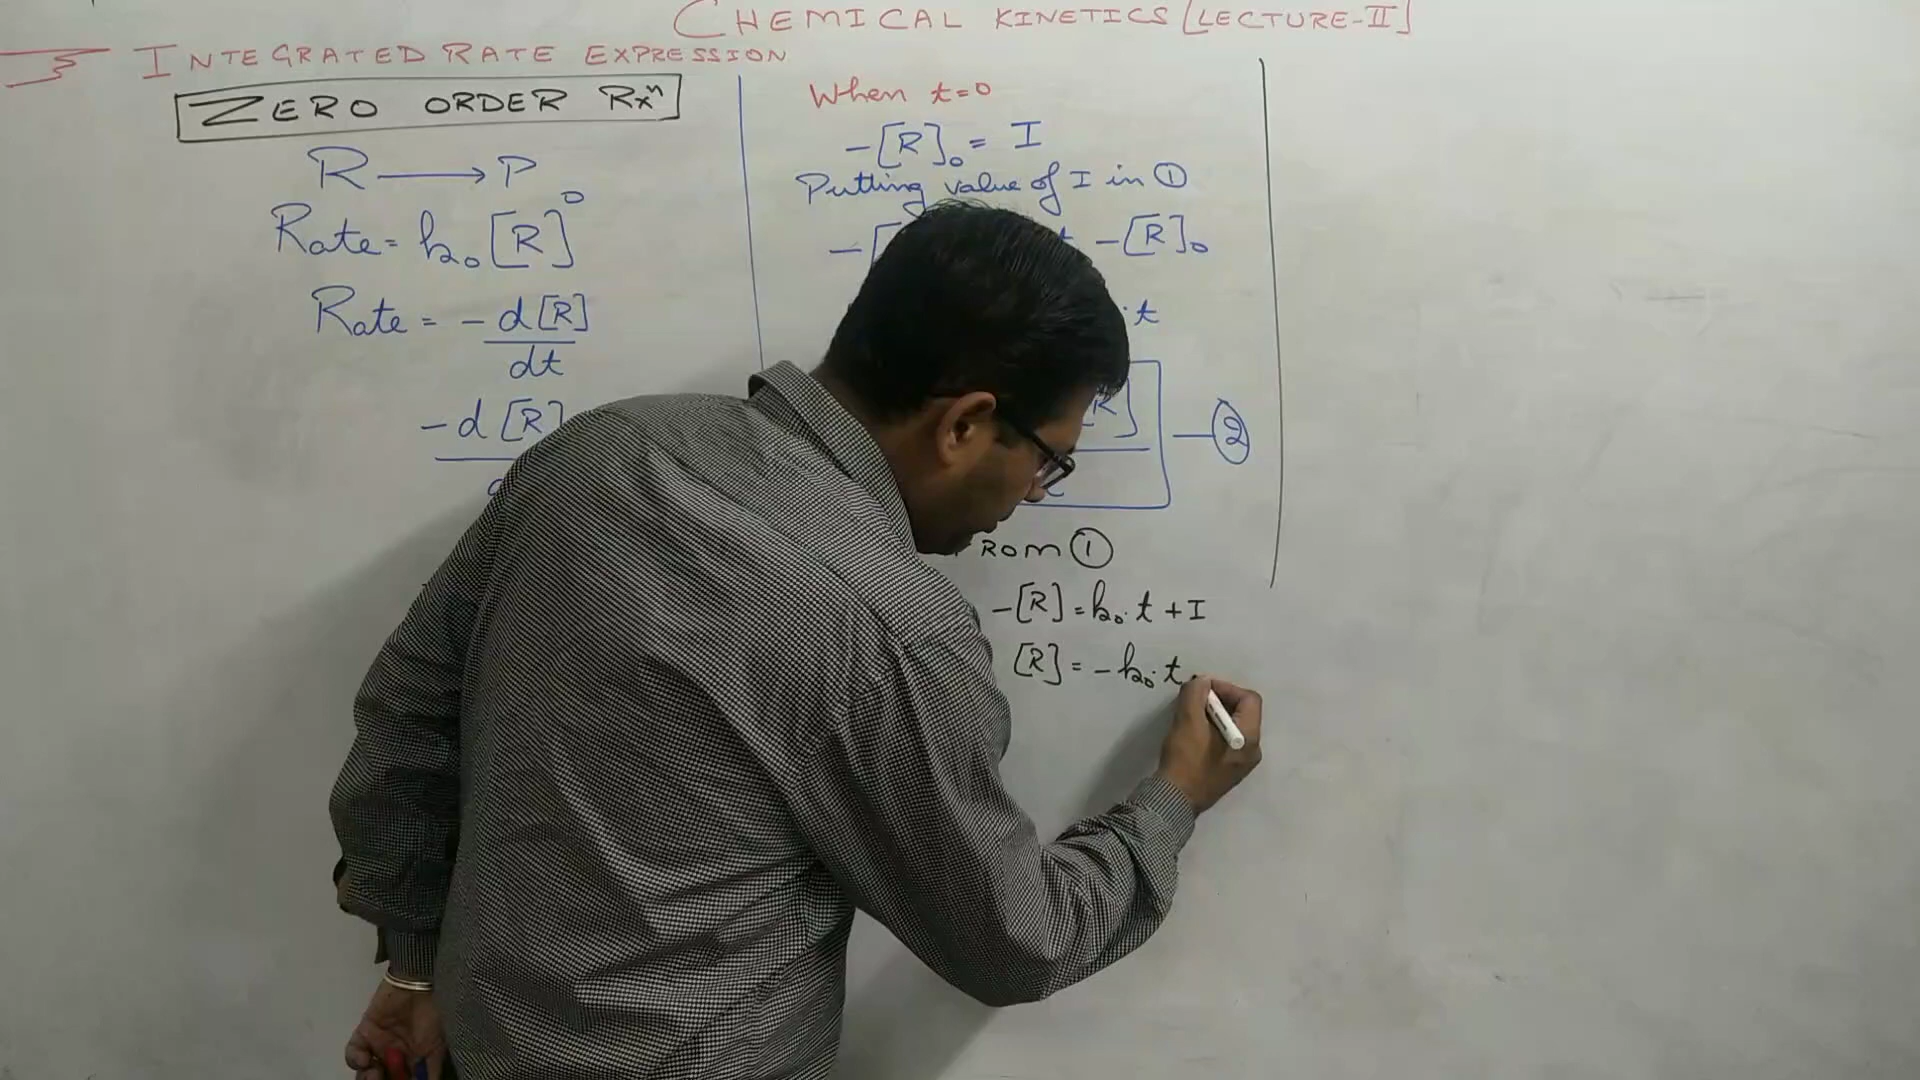 CHEMICAL KINETICS [LECTURE-II]
INTEGRATED RATE EXPRESSION
ZERO ORDER Rxⁿ
R ⟶ P
Rate = k₀ [R]⁰
Rate = - d[R]
dt
- d [R]
When t=0
-[R]₀ = I
Putting value of I in ①
- [
- [R]₀
. t
R]
— ②
ROM ①
-[R] = k₀. t + I
[R] = - k₀. t